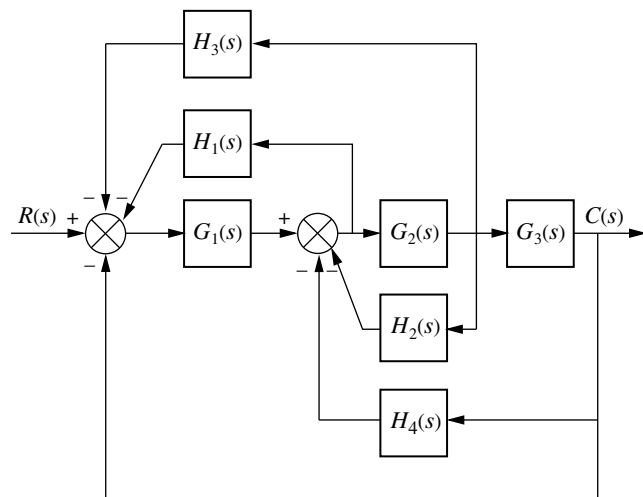 H₃(s)
H₁(s)
− −
R(s) + G₁(s) + G₂(s) G₃(s) C(s)
−
− −
H₂(s)
H₄(s)